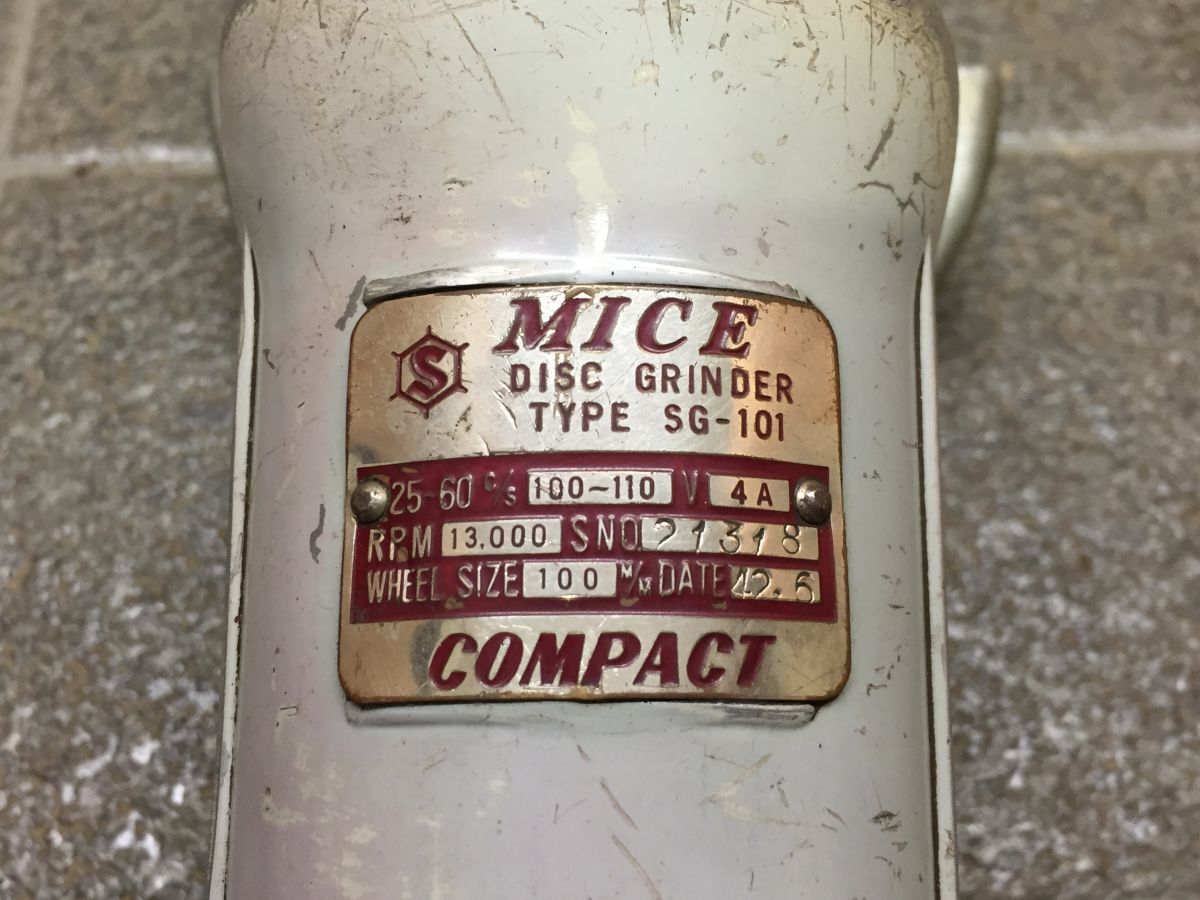 MICE
S
DISC GRINDER
TYPE SG-101
25~60 C/S 100~110 V. 4A
RPM 13,000 SNO 21318
WHEEL SIZE 100 M/M DATE 42.6
COMPACT